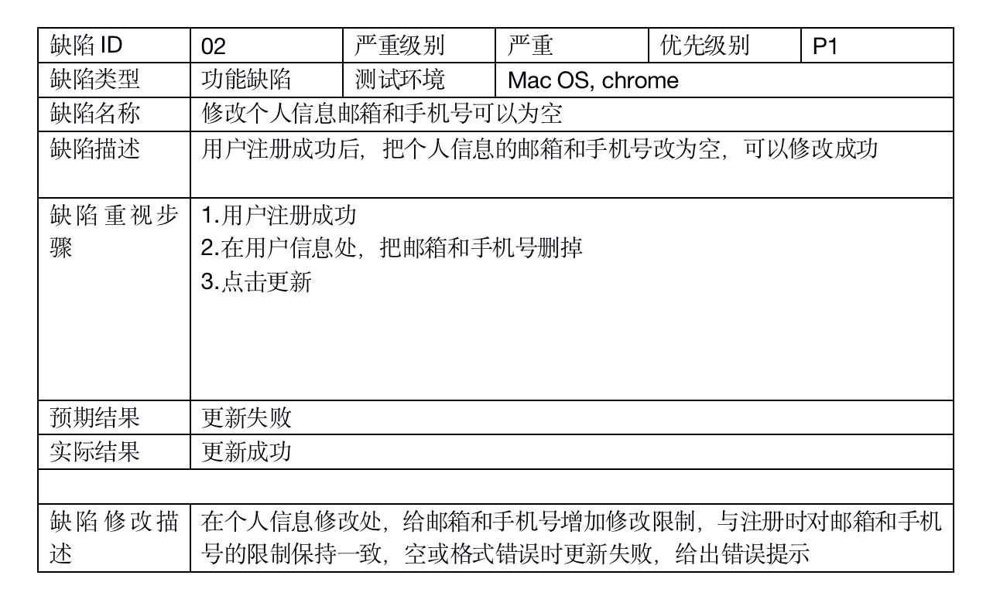 缺陷 ID 02 严重级别 严重 优先级别 P1
缺陷类型 功能缺陷 测试环境 Mac OS, chrome
缺陷名称 修改个人信息邮箱和手机号可以为空
缺陷描述 用户注册成功后，把个人信息的邮箱和手机号改为空，可以修改成功
缺陷重视步 1.用户注册成功
骤 2.在用户信息处，把邮箱和手机号删掉
3.点击更新
预期结果 更新失败
实际结果 更新成功
缺陷修改描 在个人信息修改处，给邮箱和手机号增加修改限制，与注册时对邮箱和手机
述 号的限制保持一致，空或格式错误时更新失败，给出错误提示